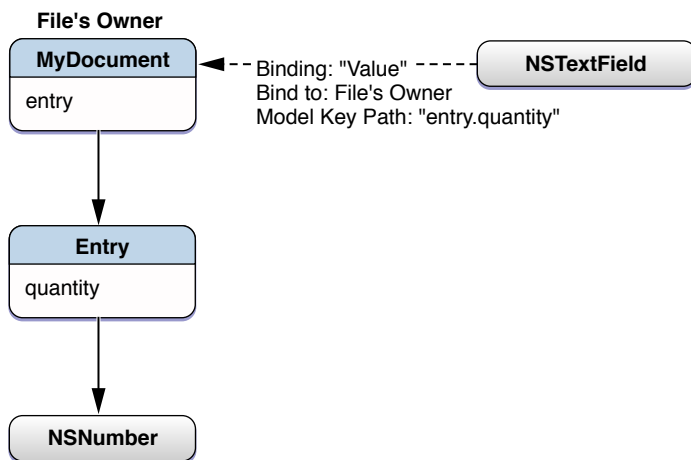 File's Owner
MyDocument
entry
Binding: "Value"
Bind to: File's Owner
Model Key Path: "entry.quantity"
NSTextField
Entry
quantity
NSNumber